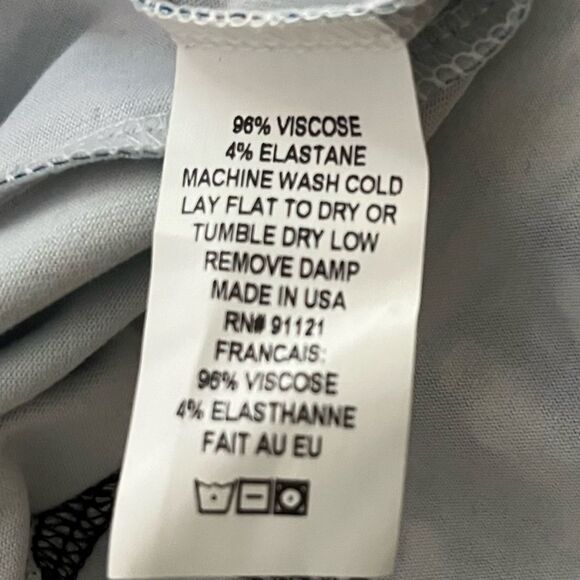 96% VISCOSE
4% ELASTANE
MACHINE WASH COLD
LAY FLAT TO DRY OR
TUMBLE DRY LOW
REMOVE DAMP
MADE IN USA
RN# 91121
FRANCAIS:
96% VISCOSE
4% ELASTHANNE
FAIT AU EU